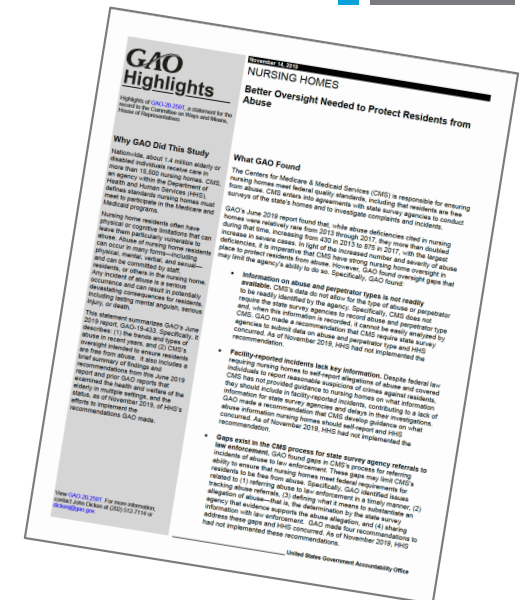 GAO
Highlights
Highlights of GAO-20-259T, a statement for the
record to the Committee on Ways and Means,
House of Representatives
Why GAO Did This Study
Nationwide, about 1.4 million elderly or
disabled individuals receive care in
more than 15,500 nursing homes. CMS,
an agency within the Department of
Health and Human Services (HHS),
defines standards nursing homes must
meet to participate in the Medicare and
Medicaid programs.
Nursing home residents often have
physical or cognitive limitations that can
leave them particularly vulnerable to
abuse. Abuse of nursing home residents
can occur in many forms—including
physical, mental, verbal, and sexual—
and can be committed by staff,
residents, or others in the nursing home.
Any incident of abuse is a serious
occurrence and can result in potentially
devastating consequences for residents,
including lasting mental anguish, serious
injury, or death.
This statement summarizes GAO's June
2019 report, GAO-19-433. Specifically, it
describes: (1) the trends and types of
abuse in recent years, and (2) CMS's
oversight intended to ensure residents
are free from abuse. It also includes a
brief summary of findings and
recommendations from this June 2019
report and prior GAO reports that
examined the health and welfare of the
elderly in multiple settings, and the
status, as of November 2019, of HHS's
efforts to implement the
recommendations GAO made.
View GAO-20-259T. For more information,
contact John Dicken at (202) 512-7114 or
dickenj@gao.gov.
November 14, 2019
NURSING HOMES
Better Oversight Needed to Protect Residents from
Abuse
What GAO Found
The Centers for Medicare & Medicaid Services (CMS) is responsible for ensuring
nursing homes meet federal quality standards, including that residents are free
from abuse. CMS enters into agreements with state survey agencies to conduct
surveys of the state's homes and to investigate complaints and incidents.
GAO's June 2019 report found that, while abuse deficiencies cited in nursing
homes were relatively rare from 2013 through 2017, they more than doubled
during that time, increasing from 430 in 2013 to 875 in 2017, with the largest
increase in severe cases. In light of the increased number and severity of abuse
deficiencies, it is imperative that CMS have strong nursing home oversight in
place to protect residents from abuse. However, GAO found oversight gaps that
may limit the agency's ability to do so. Specifically, GAO found:
• Information on abuse and perpetrator types is not readily
available. CMS's data do not allow for the type of abuse or perpetrator
to be readily identified by the agency. Specifically, CMS does not
require the state survey agencies to record abuse and perpetrator type
and, when this information is recorded, it cannot be easily analyzed by
CMS. GAO made a recommendation that CMS require state survey
agencies to submit data on abuse and perpetrator type and HHS
concurred. As of November 2019, HHS had not implemented the
recommendation.
• Facility-reported incidents lack key information. Despite federal law
requiring nursing homes to self-report allegations of abuse and covered
individuals to report reasonable suspicions of crimes against residents,
CMS has not provided guidance to nursing homes on what information
they should include in facility-reported incidents, contributing to a lack of
information for state survey agencies and delays in their investigations.
GAO made a recommendation that CMS develop guidance on what
abuse information nursing homes should self-report and HHS
concurred. As of November 2019, HHS had not implemented the
recommendation.
• Gaps exist in the CMS process for state survey agency referrals to
law enforcement. GAO found gaps in CMS's process for referring
incidents of abuse to law enforcement. These gaps may limit CMS's
ability to ensure that nursing homes meet federal requirements for
residents to be free from abuse. Specifically, GAO identified issues
related to (1) referring abuse to law enforcement in a timely manner, (2)
tracking abuse referrals, (3) defining what it means to substantiate an
allegation of abuse—that is, the determination by the state survey
agency that evidence supports the abuse allegation, and (4) sharing
information with law enforcement. GAO made four recommendations to
address these gaps and HHS concurred. As of November 2019, HHS
had not implemented these recommendations.
United States Government Accountability Office